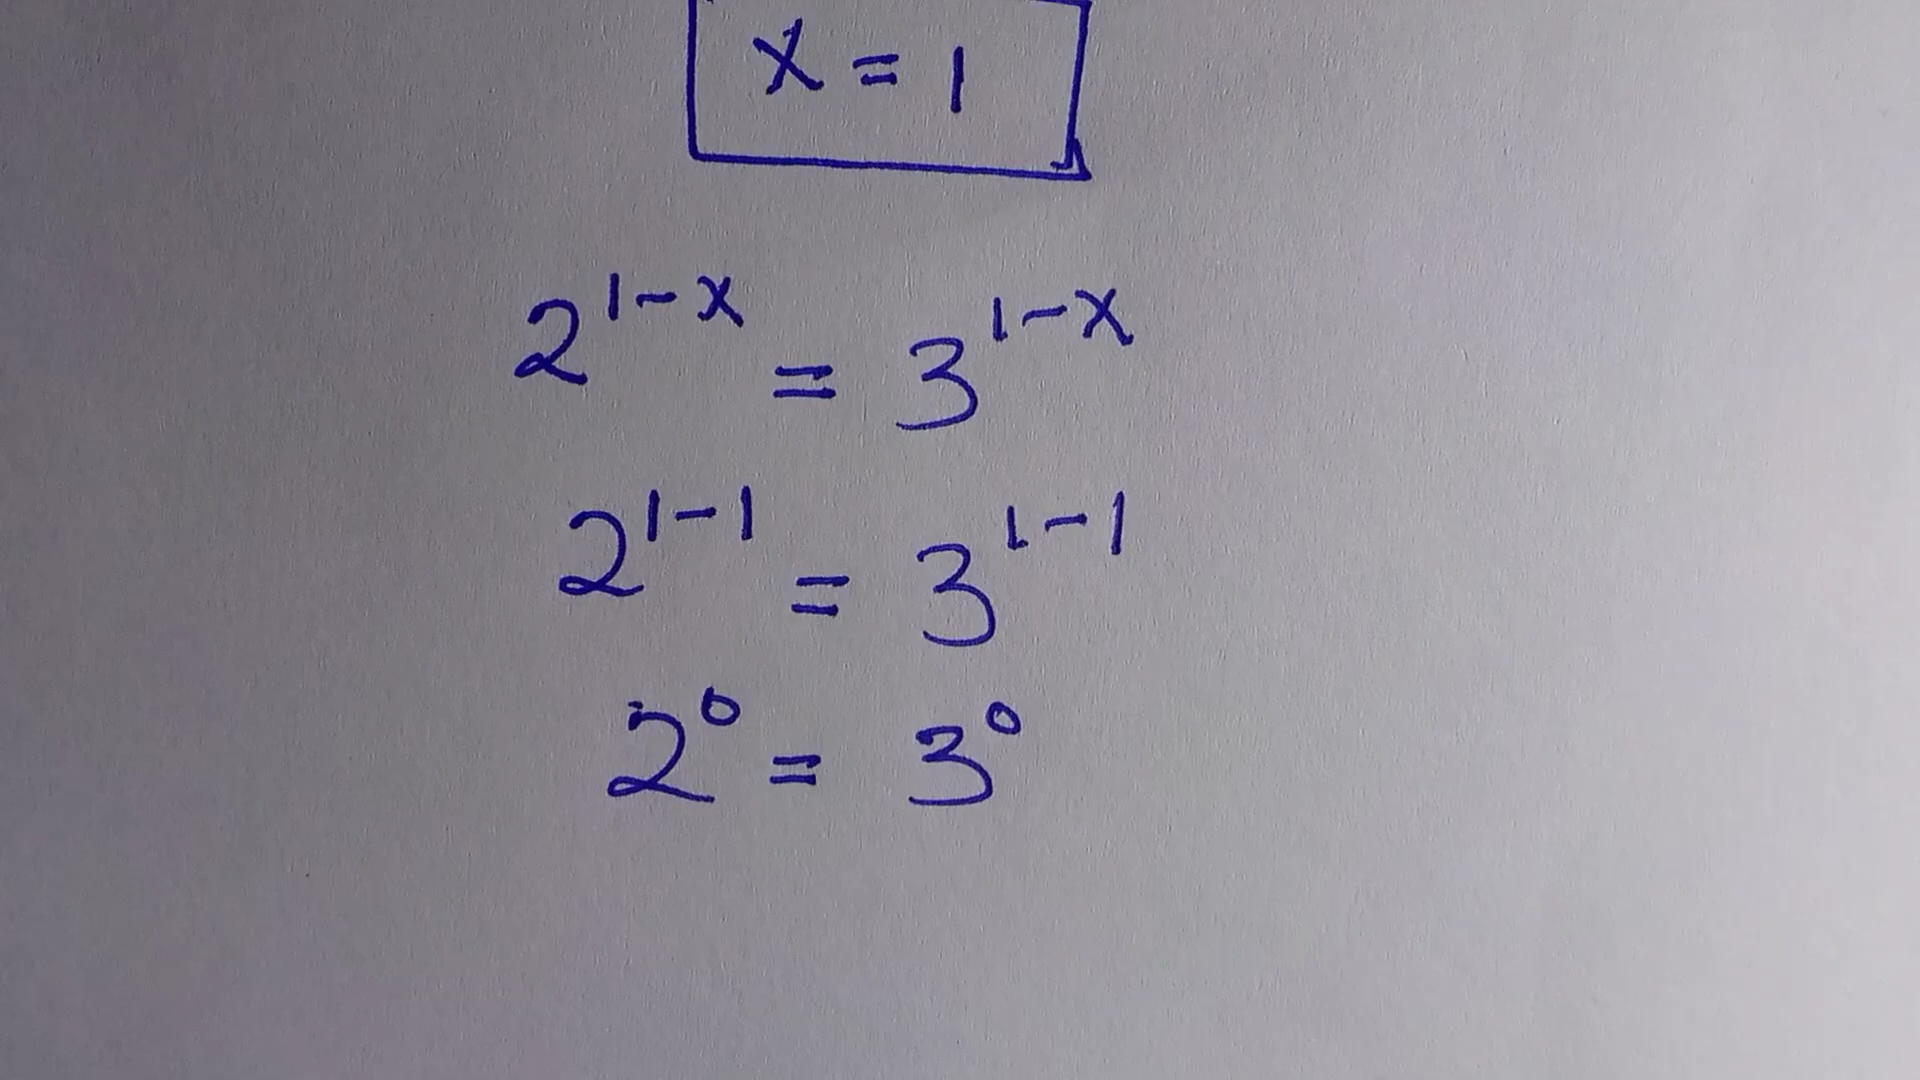 x = 1
2^{1-x} = 3^{1-x}
2^{1-1} = 3^{1-1}
2^0 = 3^0